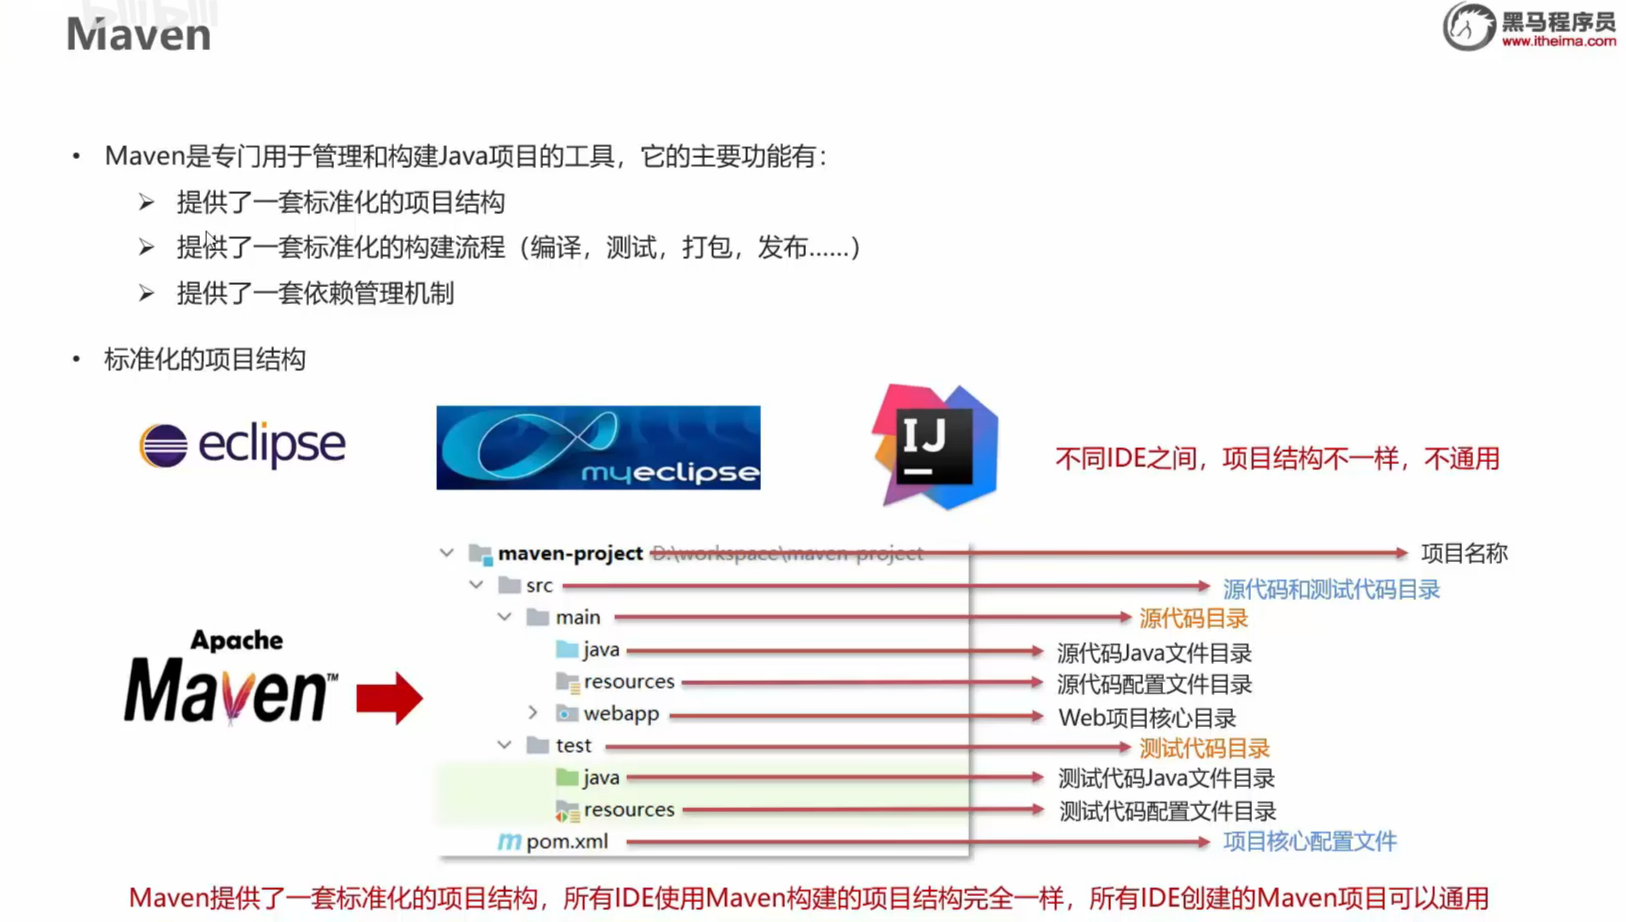 Maven
黑马程序员
www.itheima.com
• Maven是专门用于管理和构建Java项目的工具，它的主要功能有：
➢ 提供了一套标准化的项目结构
➢ 提供了一套标准化的构建流程（编译，测试，打包，发布……）
➢ 提供了一套依赖管理机制
• 标准化的项目结构
eclipse
myeclipse
IJ
不同IDE之间，项目结构不一样，不通用
maven-project D:\workspace\maven-project 项目名称
src 源代码和测试代码目录
main 源代码目录
java 源代码Java文件目录
resources 源代码配置文件目录
webapp Web项目核心目录
test 测试代码目录
java 测试代码Java文件目录
resources 测试代码配置文件目录
pom.xml 项目核心配置文件
Apache
Maven™
Maven提供了一套标准化的项目结构，所有IDE使用Maven构建的项目结构完全一样，所有IDE创建的Maven项目可以通用